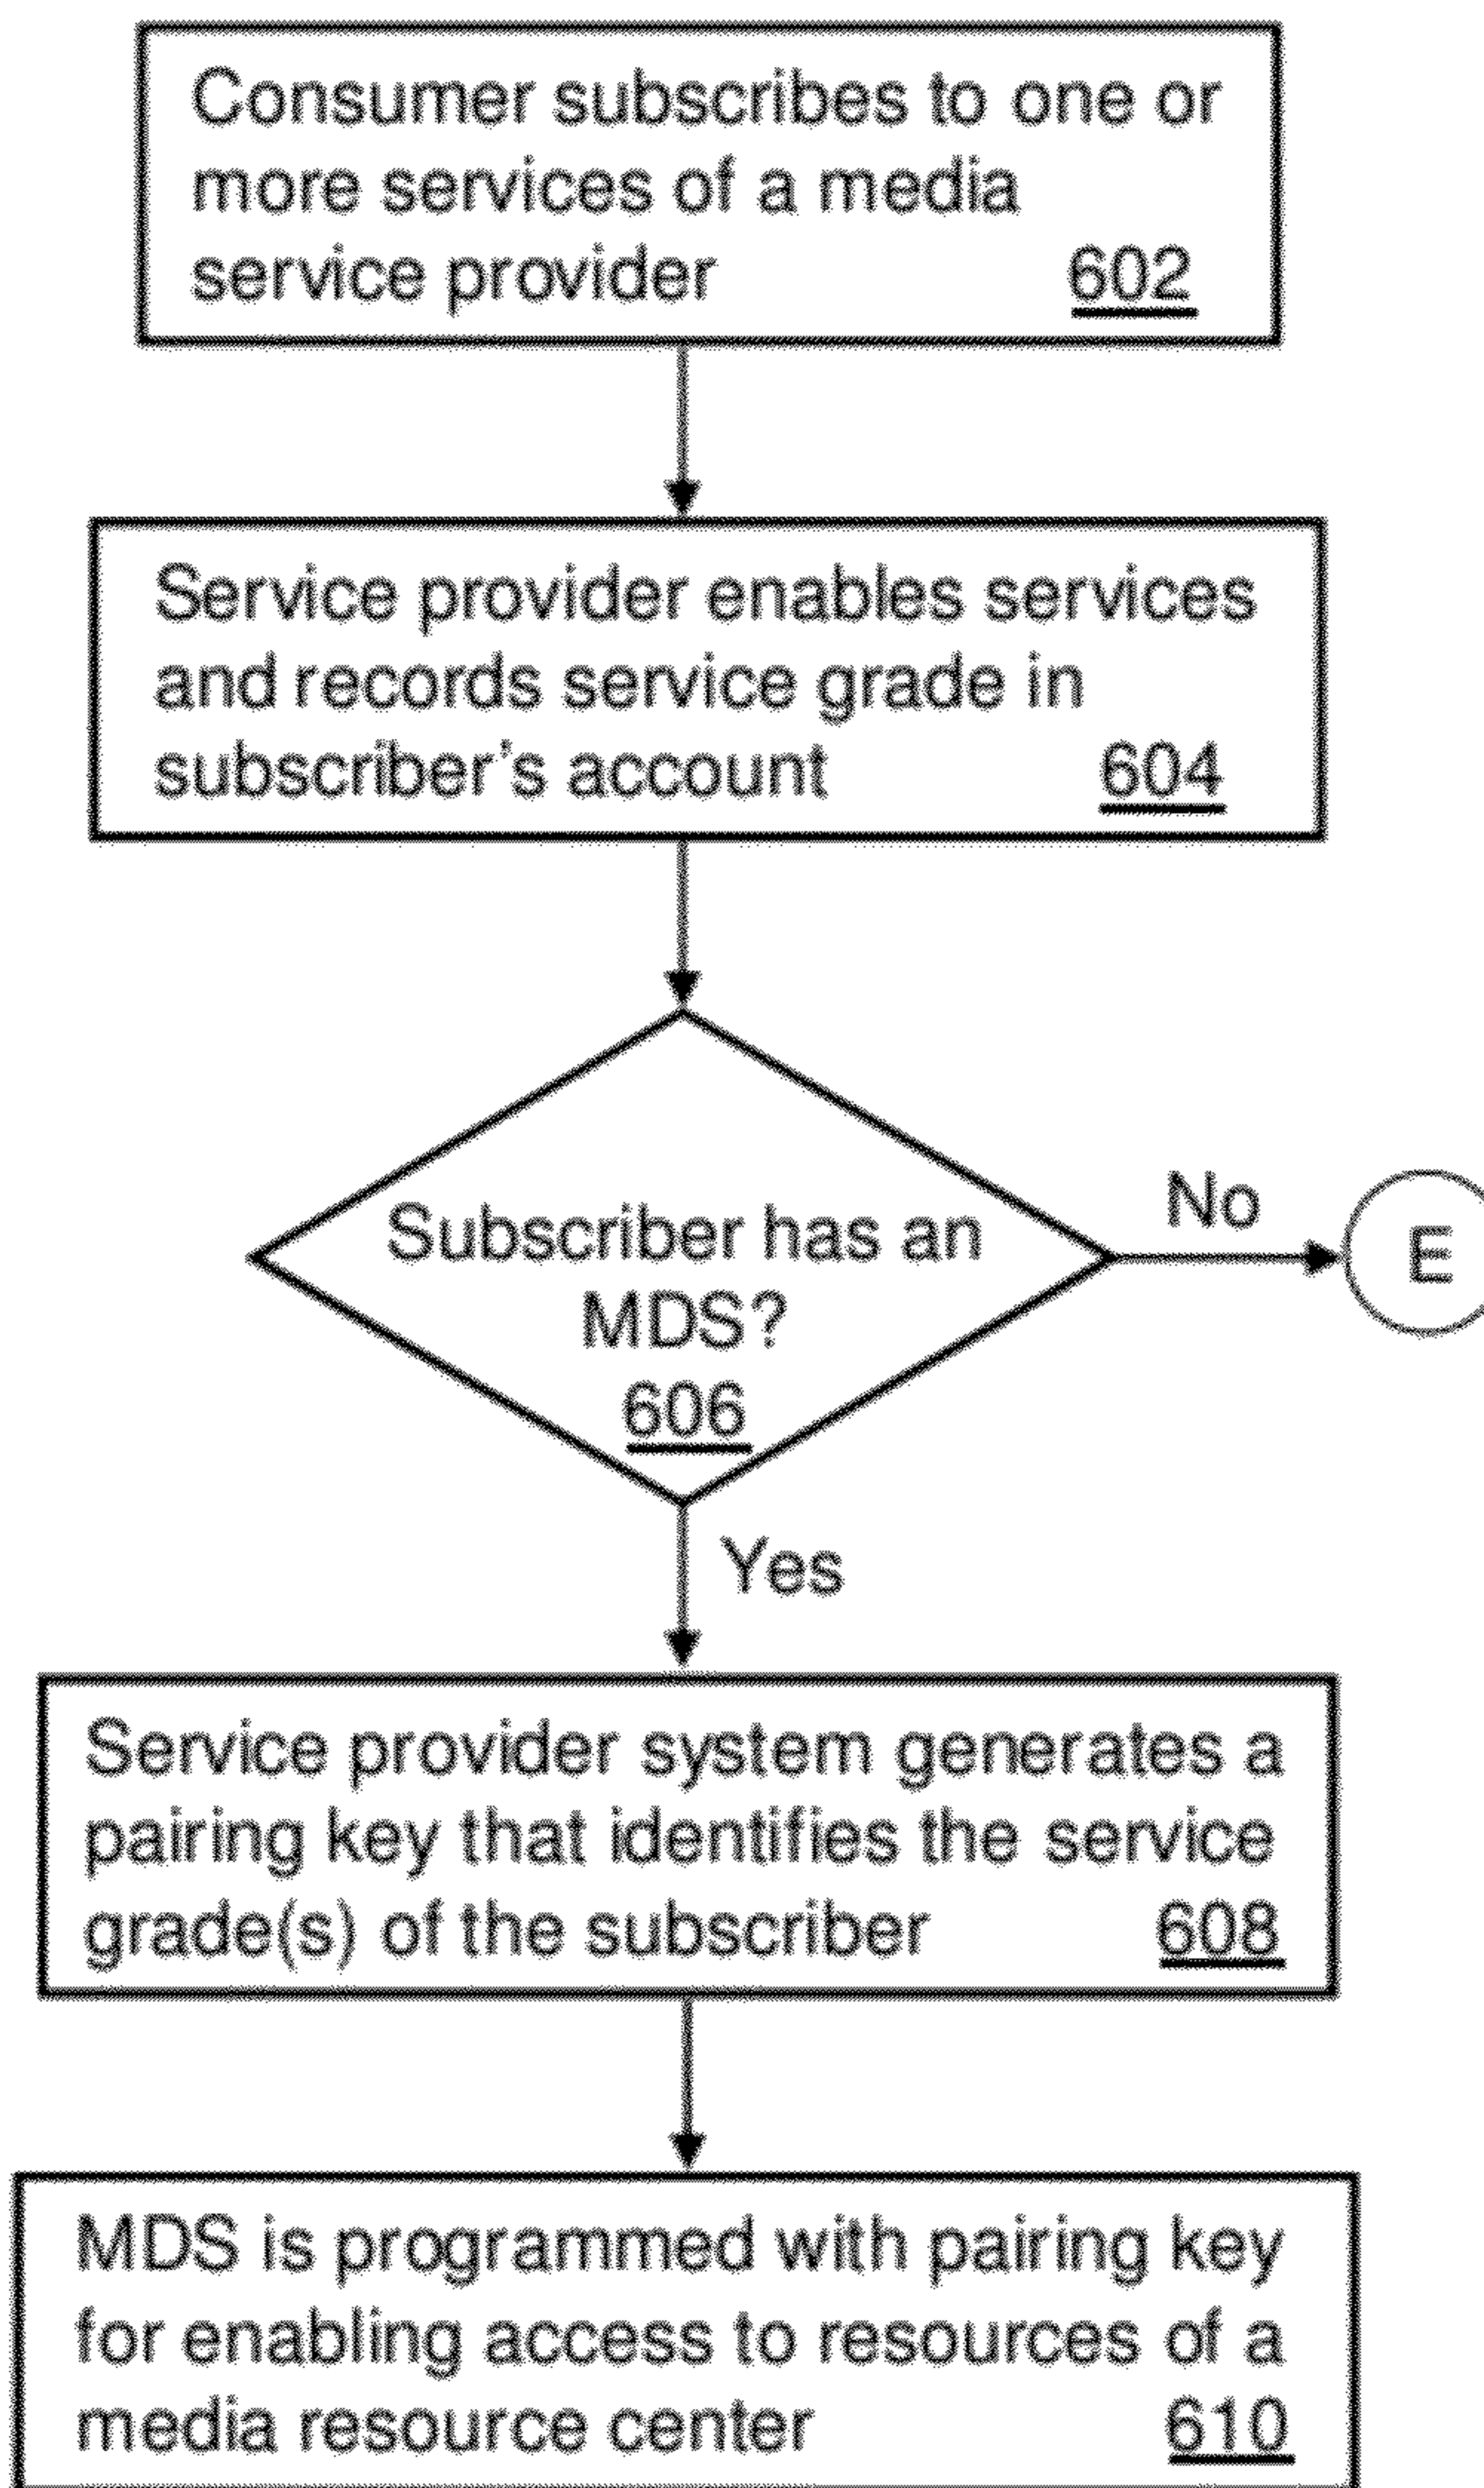 Consumer subscribes to one or
more services of a media
service provider 602
Service provider enables services
and records service grade in
subscriber's account 604
Subscriber has an
MDS?
606
No
E
Yes
Service provider system generates a
pairing key that identifies the service
grade(s) of the subscriber 608
MDS is programmed with pairing key
for enabling access to resources of a
media resource center 610